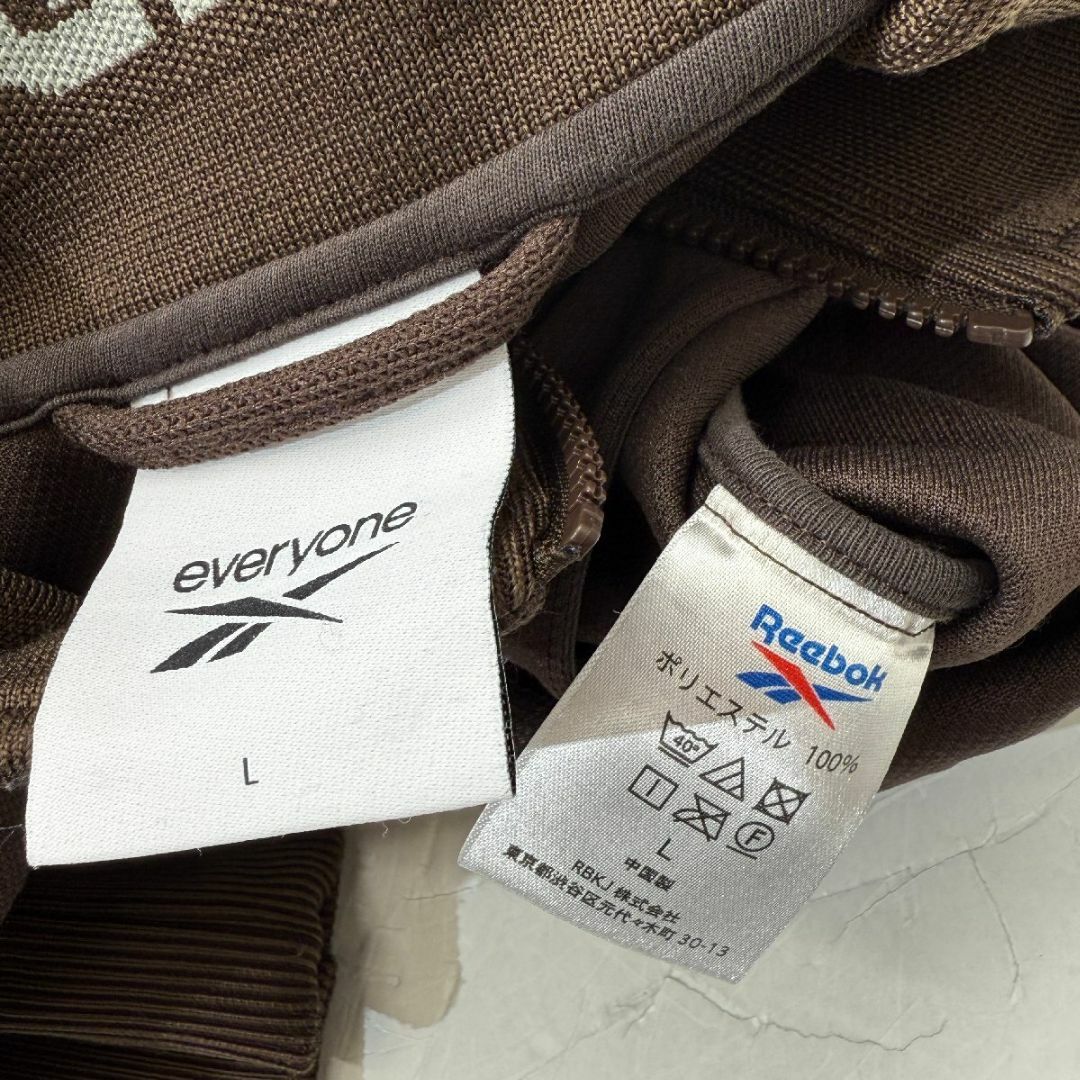 everyone
L
Reebok
ポリエステル 100%
40°
F
L
中国製
RBKJ 株式会社
東京都渋谷区元代々木町 30-13